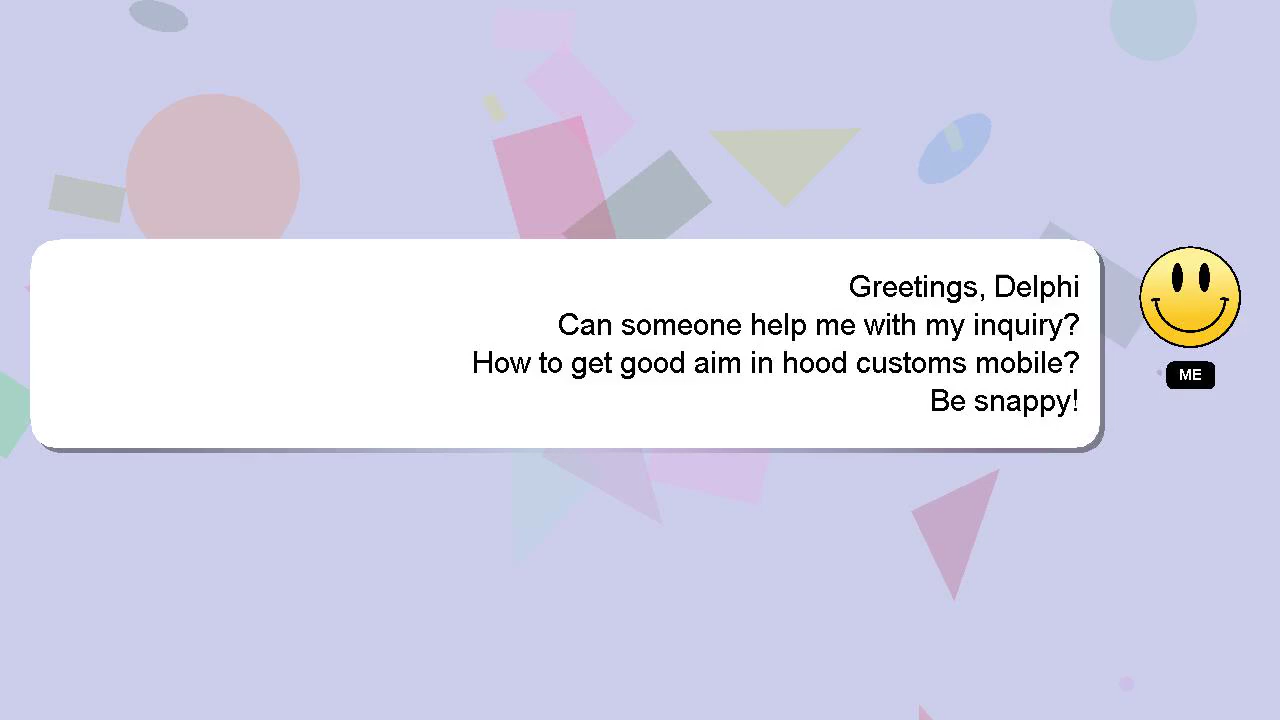 Greetings, Delphi
Can someone help me with my inquiry?
How to get good aim in hood customs mobile?
Be snappy!
ME